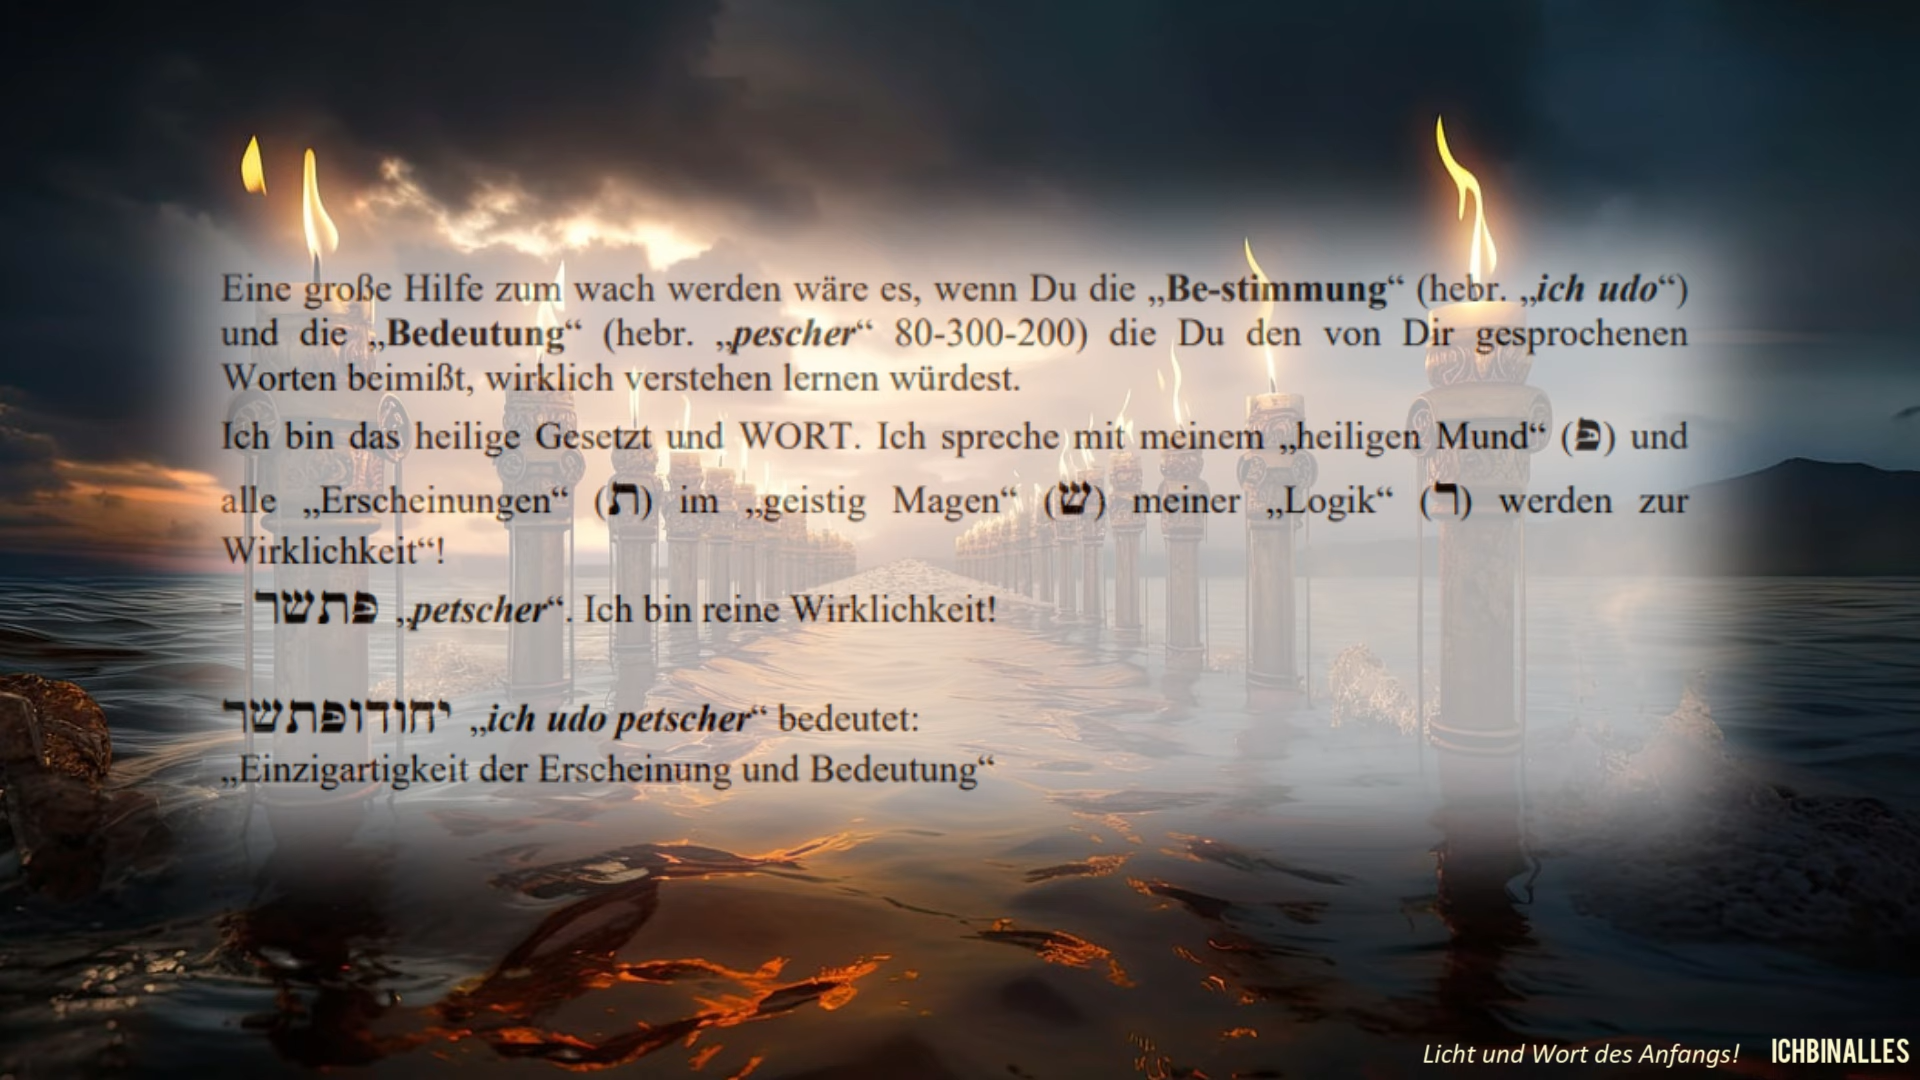 Eine große Hilfe zum wach werden wäre es, wenn Du die „Be-stimmung“ (hebr. „ich udo“)
und die „Bedeutung“ (hebr. „pescher“ 80-300-200) die Du den von Dir gesprochenen
Worten beimißt, wirklich verstehen lernen würdest.
Ich bin das heilige Gesetzt und WORT. Ich spreche mit meinem „heiligen Mund“ (פ) und
alle „Erscheinungen“ (ת) im „geistig Magen“ (ש) meiner „Logik“ (ר) werden zur
Wirklichkeit“!
פתשר „petscher“. Ich bin reine Wirklichkeit!
יחודופתשר „ich udo petscher“ bedeutet:
„Einzigartigkeit der Erscheinung und Bedeutung“
Licht und Wort des Anfangs! ICHBINALLES